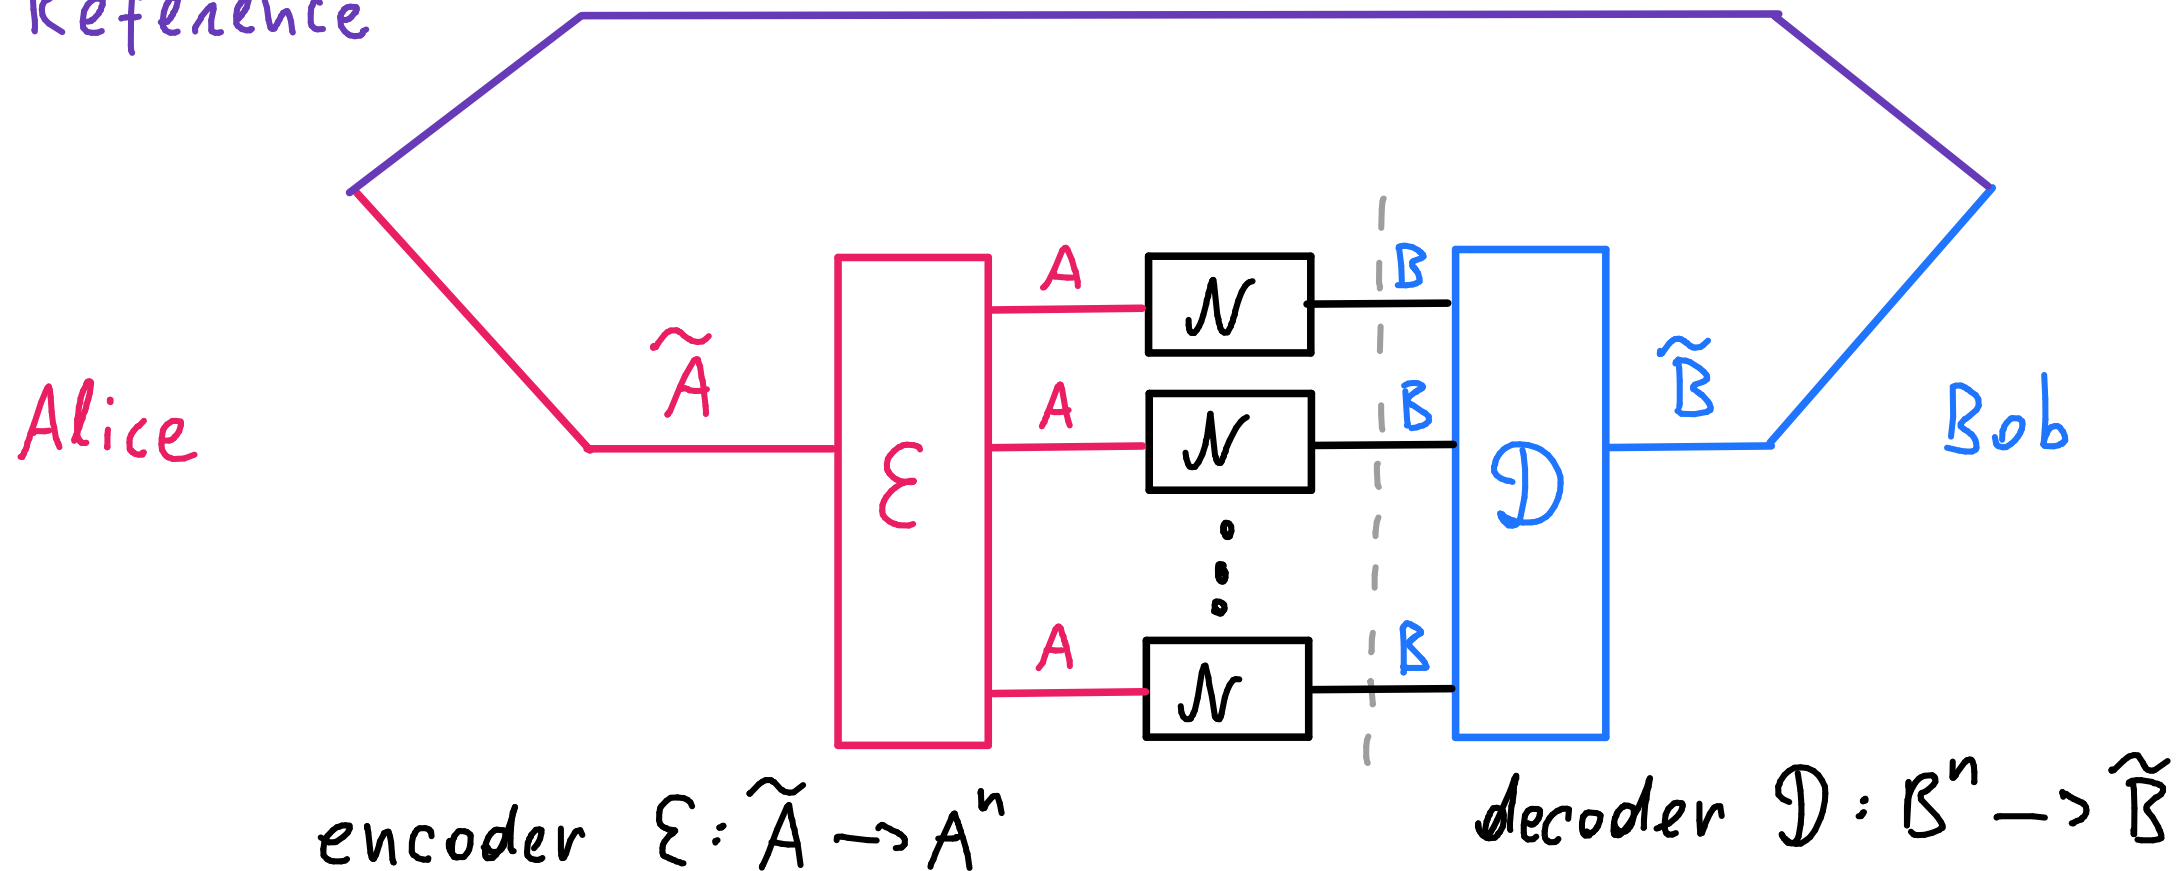 Reference
A N B
Ã A N B B̃
Alice ℰ 𝒟 Bob
A N B
encoder ℰ : Ã → Aⁿ
decoder 𝒟 : Bⁿ → B̃